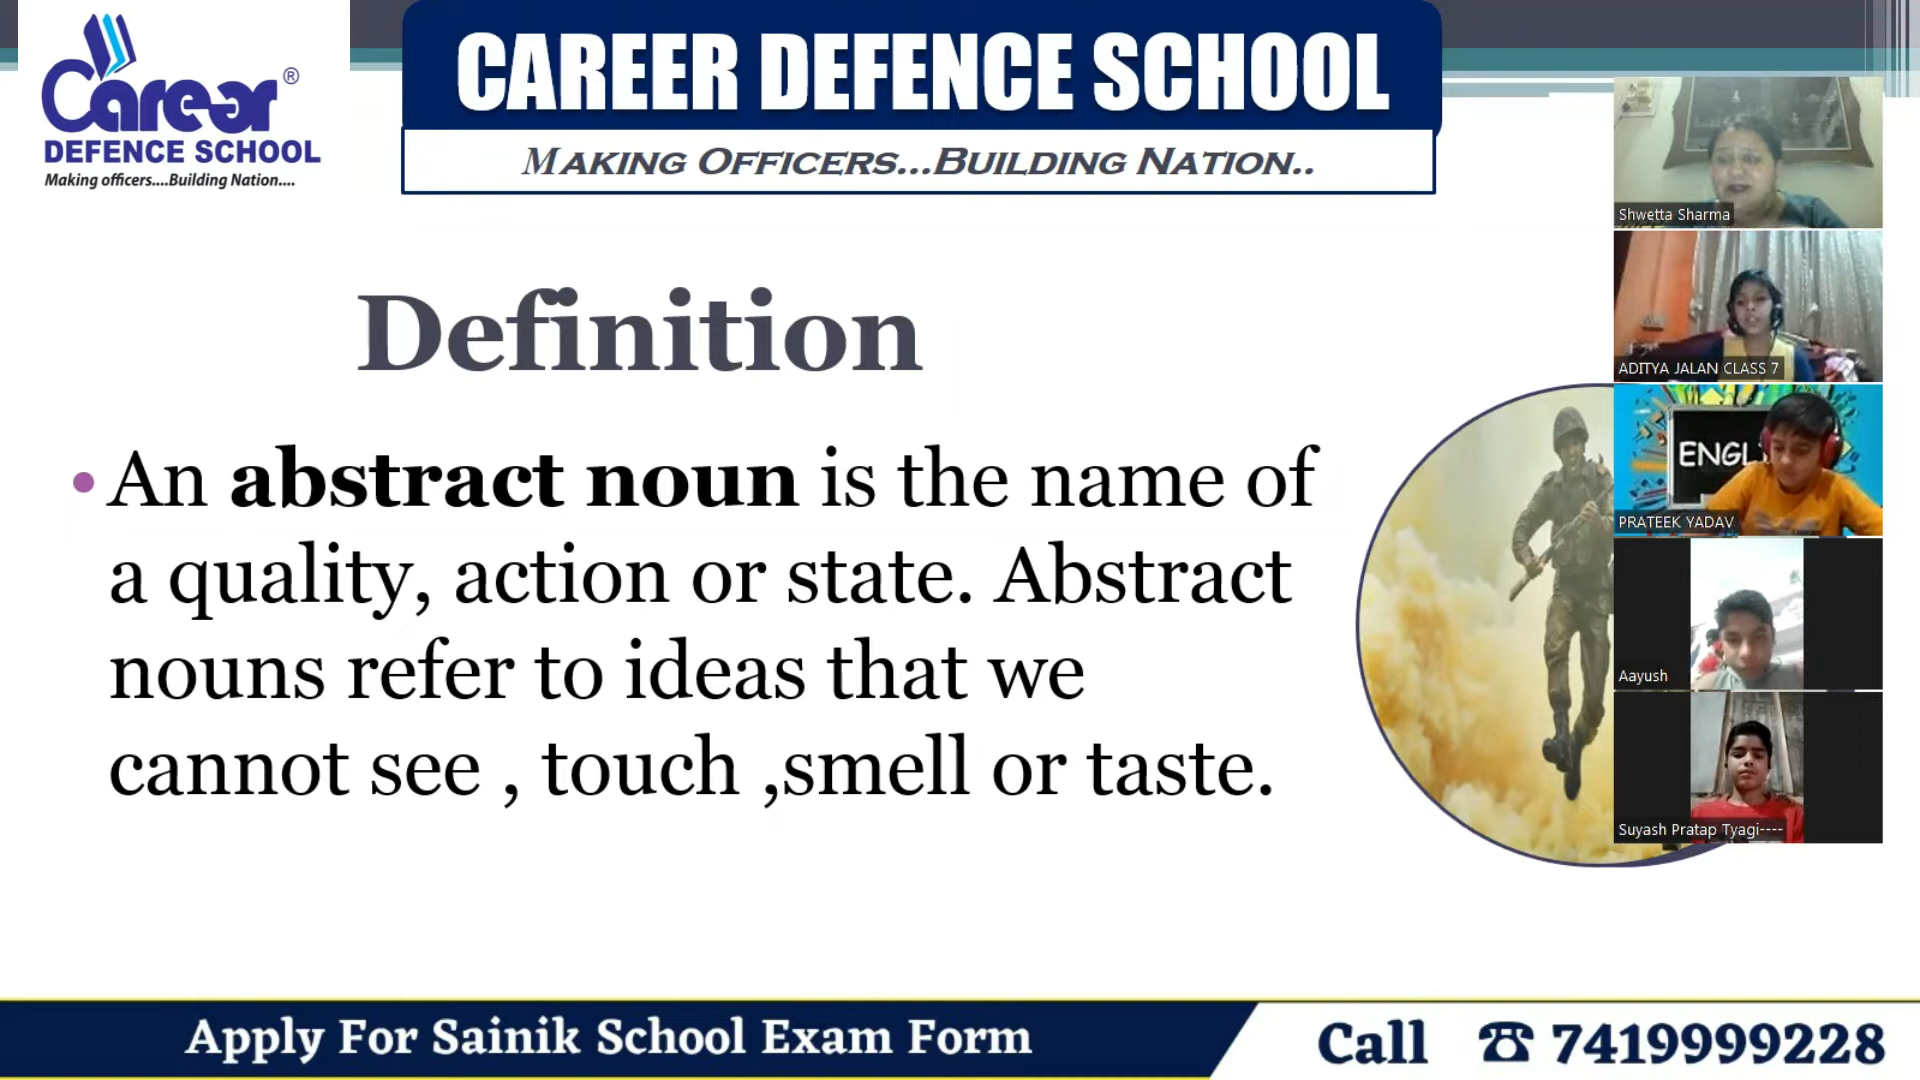 Career®
DEFENCE SCHOOL
Making officers....Building Nation....
CAREER DEFENCE SCHOOL
MAKING OFFICERS...BUILDING NATION..
Definition
• An abstract noun is the name of
a quality, action or state. Abstract
nouns refer to ideas that we
cannot see , touch ,smell or taste.
Shwetta Sharma
ADITYA JALAN CLASS 7
ENGL
PRATEEK YADAV
Aayush
Suyash Pratap Tyagi----
Apply For Sainik School Exam Form
Call ☎ 7419999228